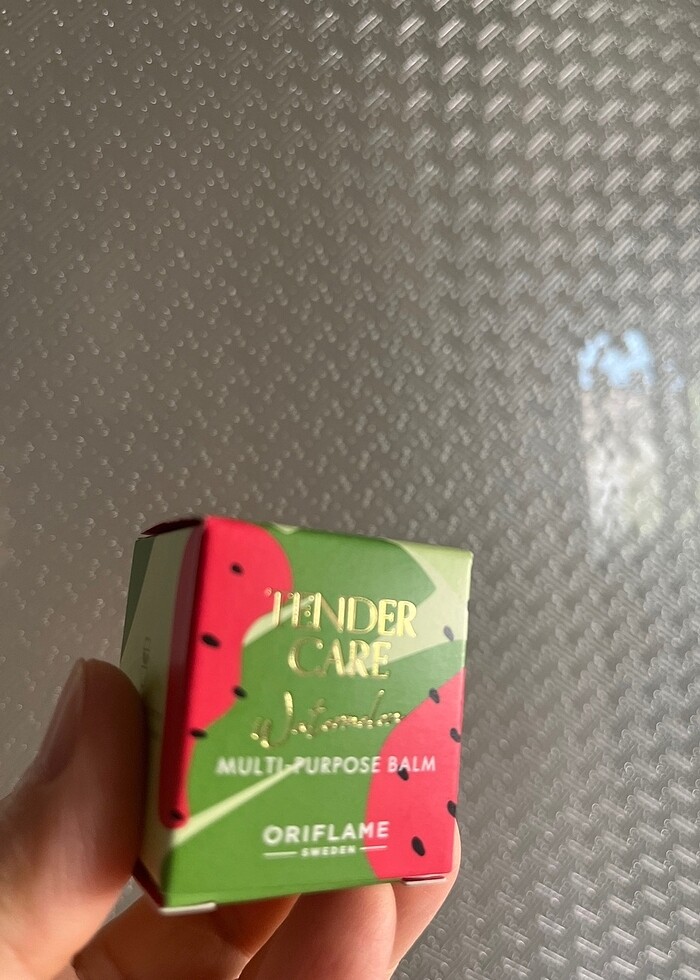 TENDER
CARE
Watermelon
MULTI-PURPOSE BALM
ORIFLAME
SWEDEN